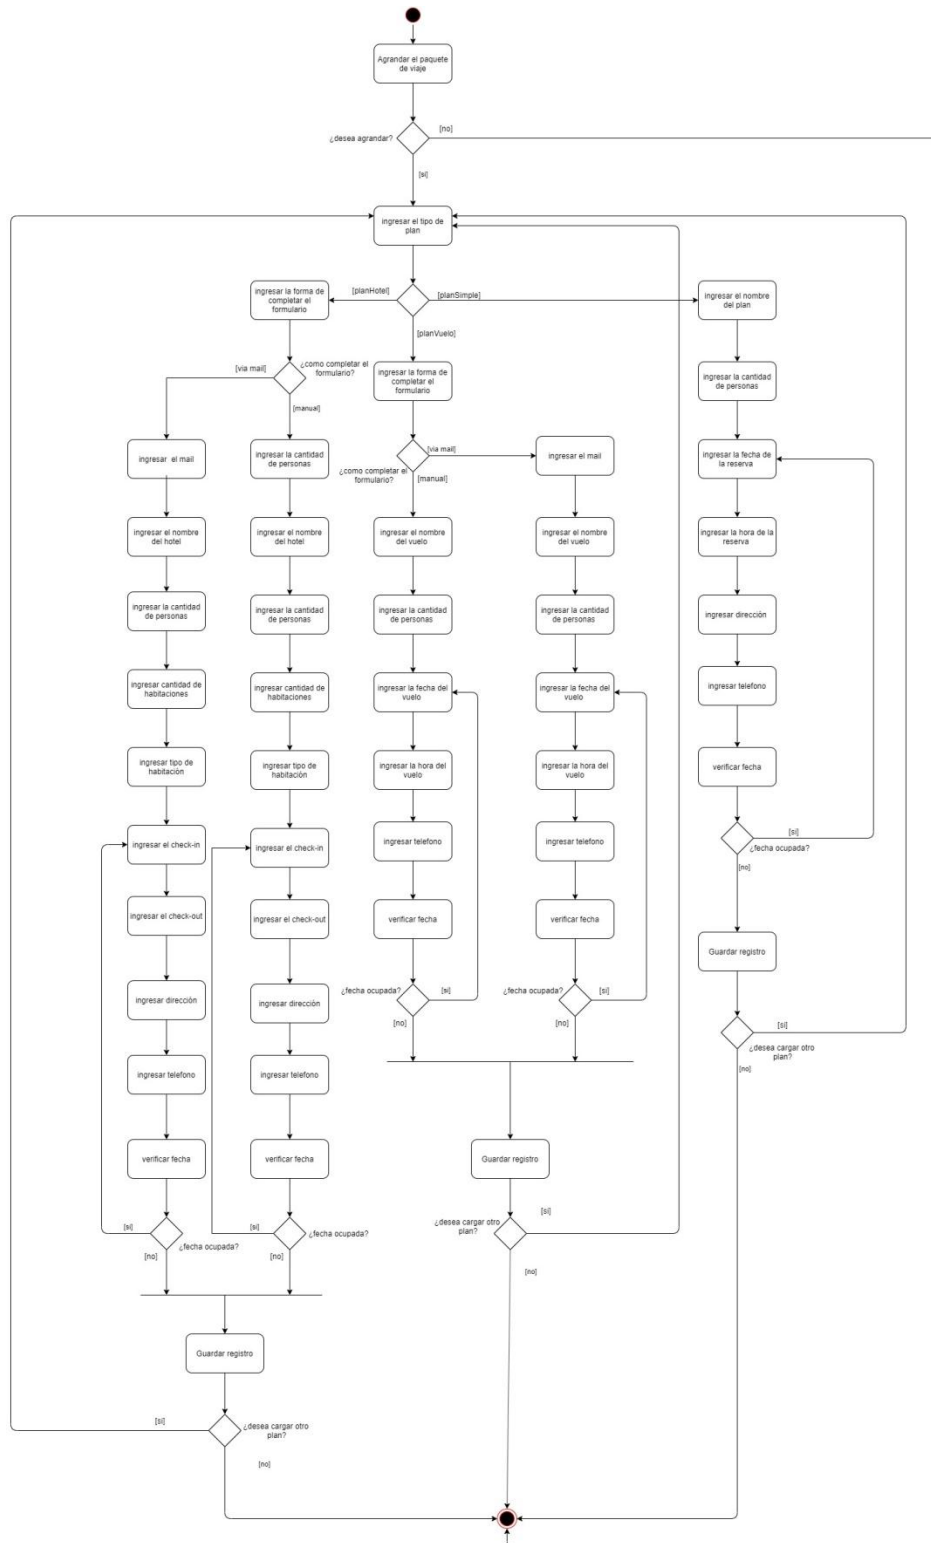 Agrandar el paquete
de viaje
¿desea agrandar?
[no]
[si]
ingresar el tipo de
plan
[planHotel]
[planSimple]
[planVuelo]
ingresar la forma de
completar el
formulario
¿como completar el
formulario?
[via mail]
[manual]
ingresar el mail
ingresar el nombre
del hotel
ingresar la cantidad
de personas
ingresar cantidad de
habitaciones
ingresar tipo de
habitación
ingresar el check-in
ingresar el check-out
ingresar dirección
ingresar telefono
verificar fecha
[si]
¿fecha ocupada?
[no]
ingresar la cantidad
de personas
ingresar el nombre
del hotel
ingresar la cantidad
de personas
ingresar cantidad de
habitaciones
ingresar tipo de
habitación
ingresar el check-in
ingresar el check-out
ingresar dirección
ingresar telefono
verificar fecha
[si]
¿fecha ocupada?
[no]
Guardar registro
[si]
¿desea cargar otro
plan?
[no]
ingresar la forma de
completar el
formulario
[via mail]
¿como completar el
formulario?
[manual]
ingresar el nombre
del vuelo
ingresar la cantidad
de personas
ingresar la fecha del
vuelo
ingresar la hora del
vuelo
ingresar telefono
verificar fecha
¿fecha ocupada?
[si]
[no]
ingresar el mail
ingresar el nombre
del vuelo
ingresar la cantidad
de personas
ingresar la fecha del
vuelo
ingresar la hora del
vuelo
ingresar telefono
verificar fecha
¿fecha ocupada?
[si]
[no]
Guardar registro
¿desea cargar otro
plan?
[si]
[no]
ingresar el nombre
del plan
ingresar la cantidad
de personas
ingresar la fecha de
la reserva
ingresar la hora de la
reserva
ingresar dirección
ingresar telefono
verificar fecha
[si]
¿fecha ocupada?
[no]
Guardar registro
[si]
¿desea cargar otro
plan?
[no]